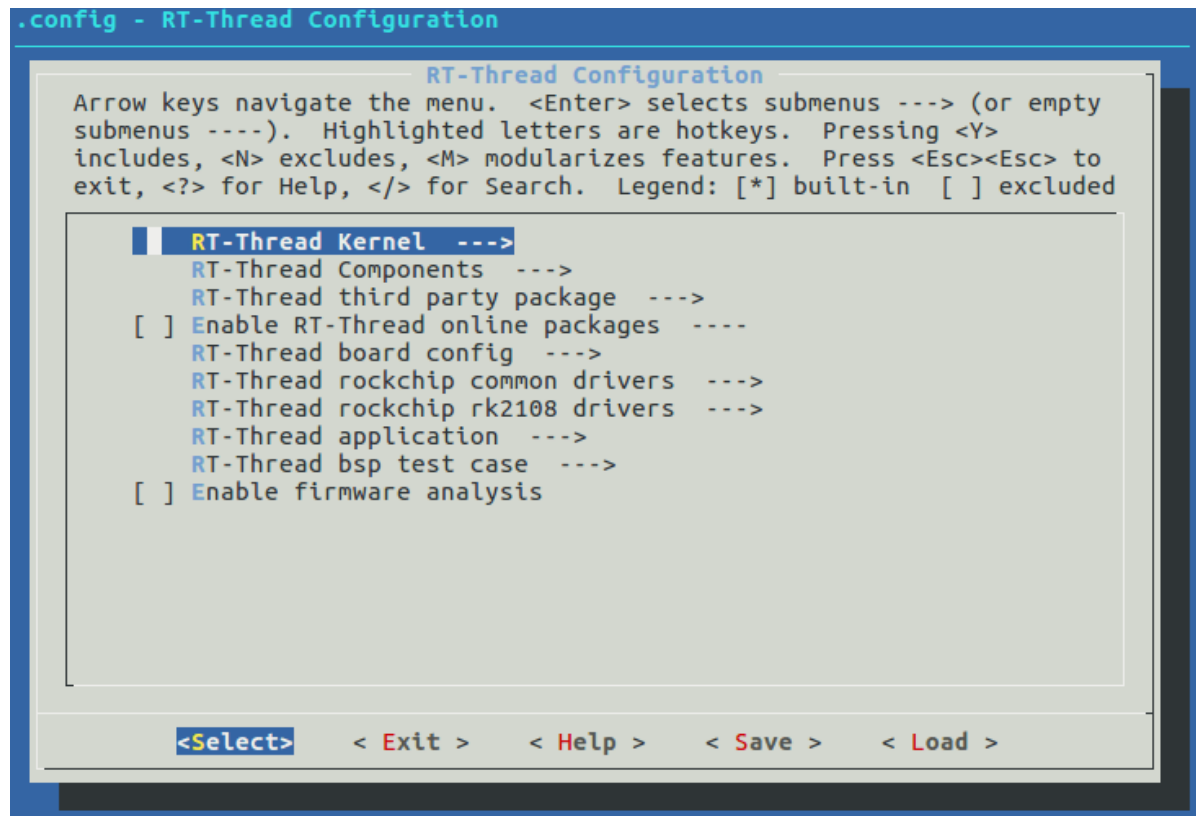 .config - RT-Thread Configuration
RT-Thread Configuration
Arrow keys navigate the menu.  <Enter> selects submenus ---> (or empty
submenus ----).  Highlighted letters are hotkeys.  Pressing <Y>
includes, <N> excludes, <M> modularizes features.  Press <Esc><Esc> to
exit, <?> for Help, </> for Search.  Legend: [*] built-in  [ ] excluded
RT-Thread Kernel  --->
RT-Thread Components  --->
RT-Thread third party package  --->
[ ] Enable RT-Thread online packages  ----
RT-Thread board config  --->
RT-Thread rockchip common drivers  --->
RT-Thread rockchip rk2108 drivers  --->
RT-Thread application  --->
RT-Thread bsp test case  --->
[ ] Enable firmware analysis
<Select>    < Exit >    < Help >    < Save >    < Load >